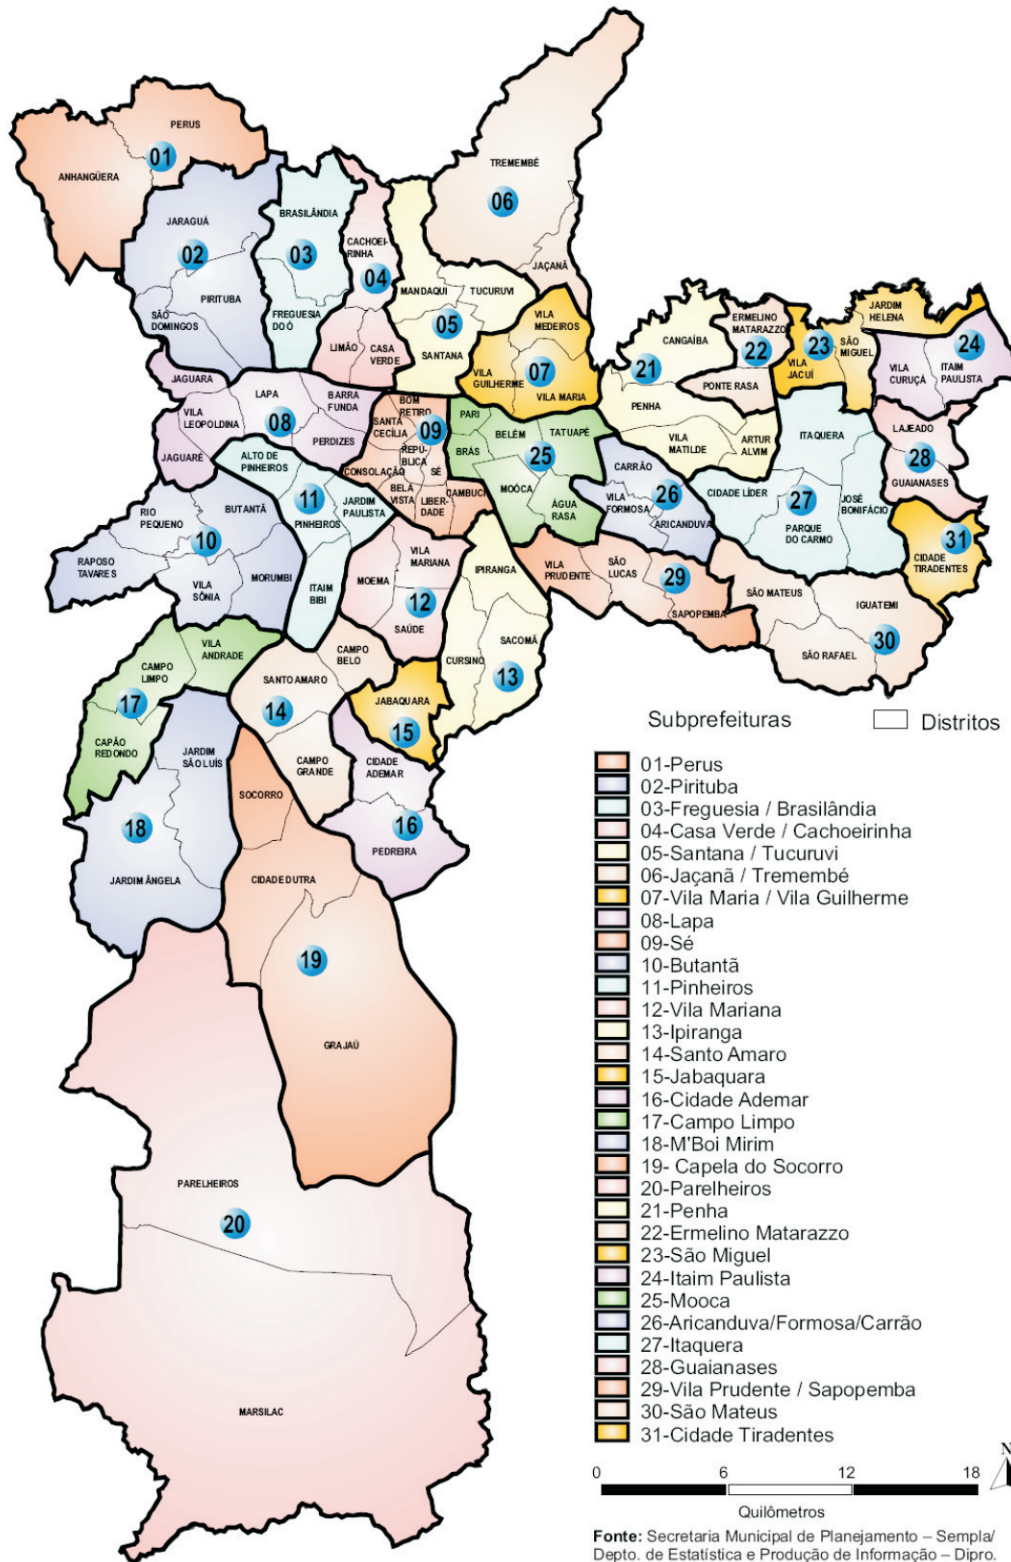 PERUS
01
ANHANGÜERA
TREMEMBÉ
06
JAÇANÃ
JARAGUÁ
02
PIRITUBA
SÃO
DOMINGOS
BRASILÂNDIA
03
FREGUESIA
DO Ó
CACHOEI-
RINHA
04
LIMÃO
CASA
VERDE
MANDAQUI
TUCURUVI
05
SANTANA
VILA
MEDEIROS
VILA
GUILHERME
07
VILA MARIA
CANGAÍBA
21
PENHA
VILA
MATILDE
ARTUR
ALVIM
ERMELINO
MATARAZZO
22
PONTE RASA
JARDIM
HELENA
23
SÃO
MIGUEL
VILA
JACUÍ
24
VILA
CURUÇÁ
ITAIM
PAULISTA
JAGUARA
LAPA
BARRA
FUNDA
VILA
LEOPOLDINA
08
PERDIZES
JAGUARÉ
BOM
RETIRO
SANTA
CECÍLIA
09
REPÚ-
BLICA
SÉ
CONSOLAÇÃO
BELA
VISTA
LIBER-
DADE
CAMBUCI
PARI
BELÉM
TATUAPÉ
BRÁS
25
MOÓCA
ÁGUA
RASA
CARRÃO
VILA
FORMOSA
26
ARICANDUVA
ITAQUERA
CIDADE LÍDER
27
JOSÉ
BONIFÁCIO
PARQUE
DO CARMO
LAJEADO
28
GUAIANASES
31
CIDADE
TIRADENTES
ALTO DE
PINHEIROS
11
PINHEIROS
JARDIM
PAULISTA
ITAIM
BIBI
RIO
PEQUENO
BUTANTÃ
10
RAPOSO
TAVARES
VILA
SÔNIA
MORUMBI
VILA
MARIANA
MOEMA
12
SAÚDE
IPIRANGA
SACOMÃ
CURSINO
13
VILA
PRUDENTE
SÃO
LUCAS
29
SAPOPEMBA
SÃO MATEUS
IGUATEMI
30
SÃO RAFAEL
VILA
ANDRADE
CAMPO
LIMPO
17
CAPÃO
REDONDO
CAMPO
BELO
SANTO AMARO
14
CAMPO
GRANDE
JABAQUARA
15
CIDADE
ADEMAR
16
PEDREIRA
JARDIM
SÃO LUÍS
18
JARDIM ÂNGELA
SOCORRO
CIDADE DUTRA
19
GRAJAÚ
PARELHEIROS
20
MARSILAC
Subprefeituras
Distritos
01-Perus
02-Pirituba
03-Freguesia / Brasilândia
04-Casa Verde / Cachoeirinha
05-Santana / Tucuruvi
06-Jaçanã / Tremembé
07-Vila Maria / Vila Guilherme
08-Lapa
09-Sé
10-Butantã
11-Pinheiros
12-Vila Mariana
13-Ipiranga
14-Santo Amaro
15-Jabaquara
16-Cidade Ademar
17-Campo Limpo
18-M'Boi Mirim
19- Capela do Socorro
20-Parelheiros
21-Penha
22-Ermelino Matarazzo
23-São Miguel
24-Itaim Paulista
25-Mooca
26-Aricanduva/Formosa/Carrão
27-Itaquera
28-Guaianases
29-Vila Prudente / Sapopemba
30-São Mateus
31-Cidade Tiradentes
N
0 6 12 18
Quilômetros
Fonte: Secretaria Municipal de Planejamento – Sempla/
Depto. de Estatística e Produção de Informação – Dipro.